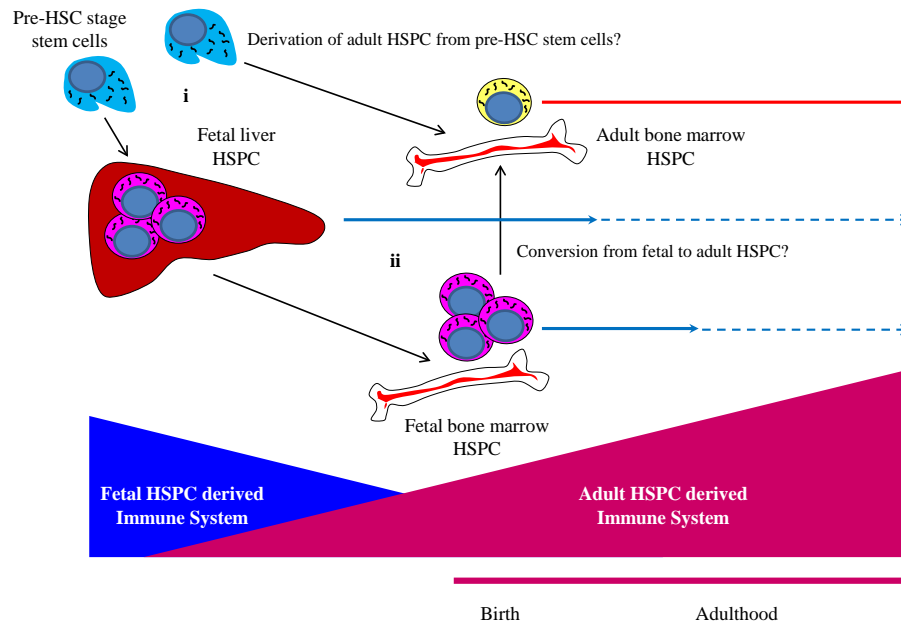 Pre-HSC stage
stem cells
Derivation of adult HSPC from pre-HSC stem cells?
i
Fetal liver
HSPC
Adult bone marrow
HSPC
ii
Conversion from fetal to adult HSPC?
Fetal bone marrow
HSPC
Fetal HSPC derived
Immune System
Adult HSPC derived
Immune System
Birth
Adulthood